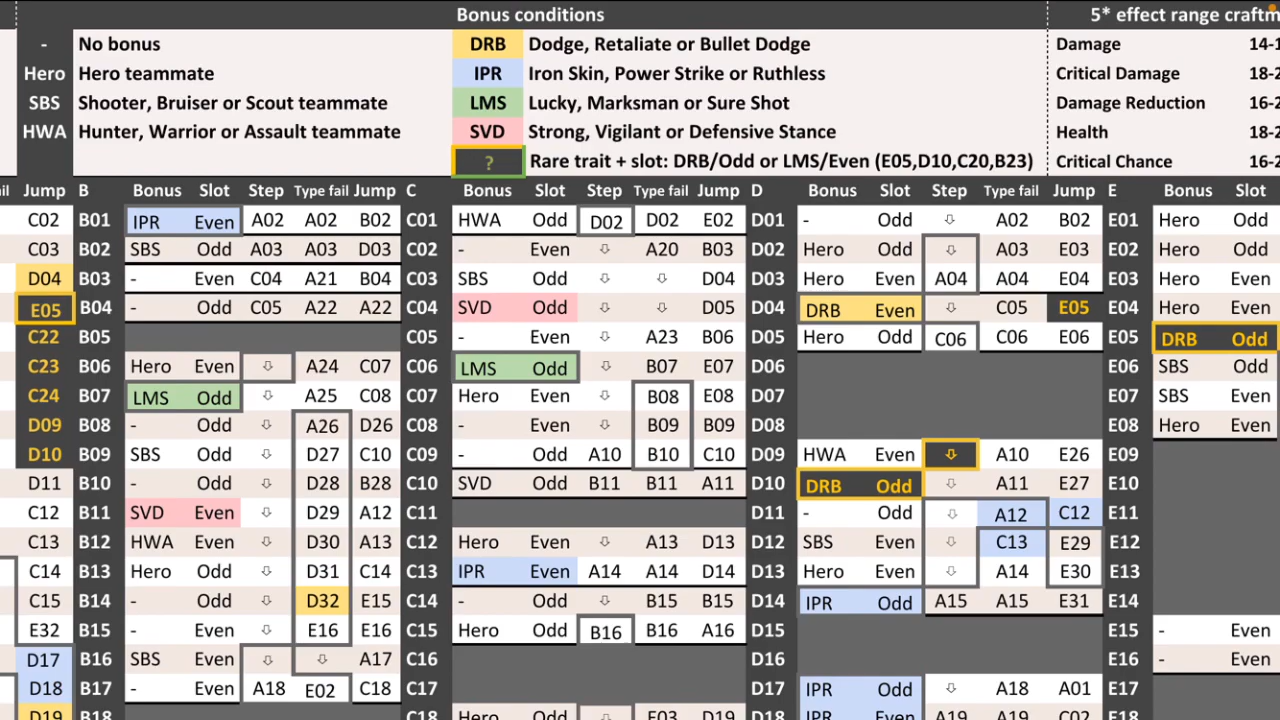 Bonus conditions 5* effect range craftm
- No bonus DRB Dodge, Retaliate or Bullet Dodge Damage 14-1
Hero Hero teammate IPR Iron Skin, Power Strike or Ruthless Critical Damage 18-2
SBS Shooter, Bruiser or Scout teammate LMS Lucky, Marksman or Sure Shot Damage Reduction 16-2
HWA Hunter, Warrior or Assault teammate SVD Strong, Vigilant or Defensive Stance Health 18-2
? Rare trait + slot: DRB/Odd or LMS/Even (E05,D10,C20,B23) Critical Chance 16-2
il Jump B Bonus Slot Step Type fail Jump C Bonus Slot Step Type fail Jump D Bonus Slot Step Type fail Jump E Bonus Slot
C02 B01 IPR Even A02 A02 B02 C01 HWA Odd D02 D02 E02 D01 - Odd ⇩ A02 B02 E01 Hero Odd
C03 B02 SBS Odd A03 A03 D03 C02 - Even ⇩ A20 B03 D02 Hero Odd ⇩ A03 E03 E02 Hero Odd
D04 B03 - Even C04 A21 B04 C03 SBS Odd ⇩ ⇩ D04 D03 Hero Even A04 A04 E04 E03 Hero Even
E05 B04 - Odd C05 A22 A22 C04 SVD Odd ⇩ ⇩ D05 D04 DRB Even ⇩ C05 E05 E04 Hero Even
C22 B05 C05 - Even ⇩ A23 B06 D05 Hero Odd C06 C06 E06 E05 DRB Odd
C23 B06 Hero Even ⇩ A24 C07 C06 LMS Odd ⇩ B07 E07 D06 E06 SBS Odd
C24 B07 LMS Odd ⇩ A25 C08 C07 Hero Even ⇩ B08 E08 D07 E07 SBS Even
D09 B08 - Odd ⇩ A26 D26 C08 - Odd ⇩ B09 B09 D08 E08 Hero Even
D10 B09 SBS Odd ⇩ D27 C10 C09 - Odd A10 B10 C10 D09 HWA Even ⇩ A10 E26 E09
D11 B10 - Odd ⇩ D28 B28 C10 SVD Odd B11 B11 A11 D10 DRB Odd ⇩ A11 E27 E10
C12 B11 SVD Even ⇩ D29 A12 C11 D11 - Odd ⇩ A12 C12 E11
C13 B12 HWA Even ⇩ D30 A13 C12 Hero Even ⇩ A13 D13 D12 SBS Even ⇩ C13 E29 E12
C14 B13 Hero Odd ⇩ D31 C14 C13 IPR Even A14 A14 D14 D13 Hero Even ⇩ A14 E30 E13
C15 B14 - Odd ⇩ D32 E15 C14 - Odd ⇩ B15 B15 D14 IPR Odd A15 A15 E31 E14
E32 B15 - Even ⇩ E16 E16 C15 Hero Odd B16 B16 A16 D15 E15 - Even
D17 B16 SBS Even ⇩ ⇩ A17 C16 D16 E16 - Even
D18 B17 - Even A18 E02 C18 C17 D17 IPR Odd ⇩ A18 A01 E17
D19 B18 C18 Hero Odd ⇩ E03 D19 D18 IPR Even A19 A19 C02 E18